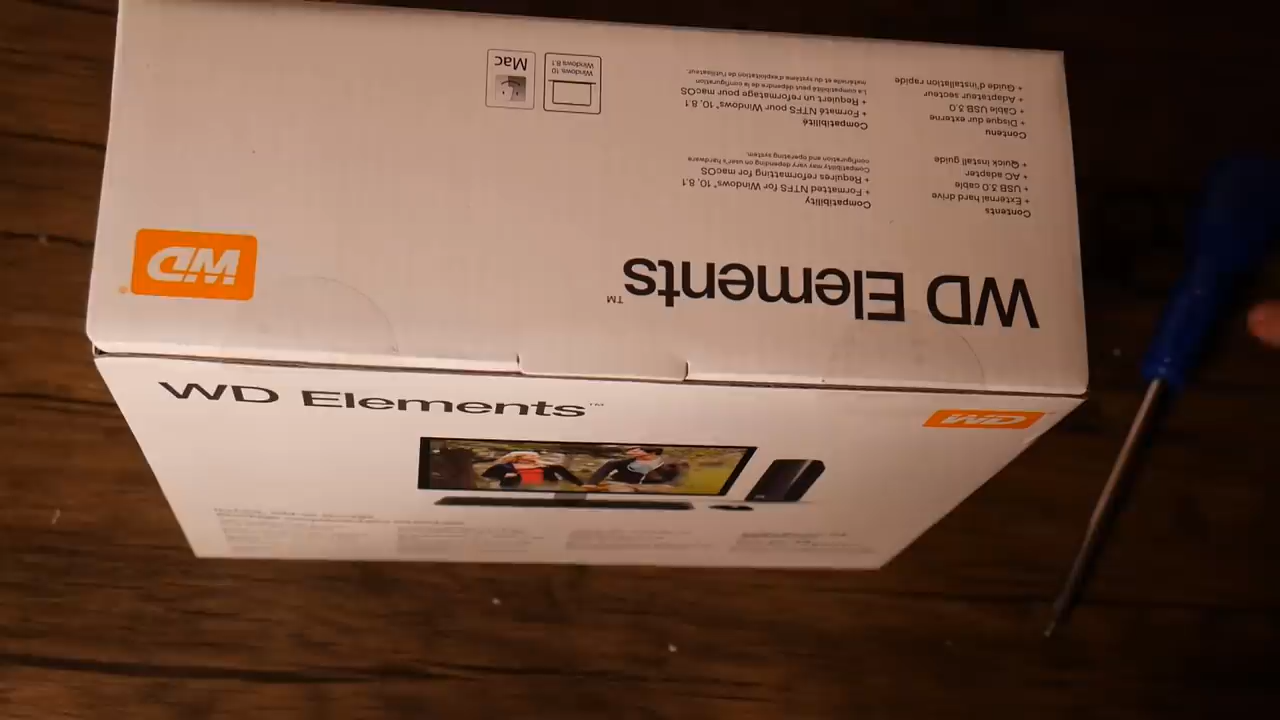 WD Elements™
WD®
Contents
+ External hard drive
+ USB 3.0 cable
+ AC adapter
+ Quick install guide
Compatibility
+ Formatted NTFS for Windows® 10, 8.1
+ Requires reformatting for macOS
Compatibility may vary depending on user's hardware
configuration and operating system.
Contenu
+ Disque dur externe
+ Câble USB 3.0
+ Adaptateur secteur
+ Guide d'installation rapide
Compatibilité
+ Formaté NTFS pour Windows® 10, 8.1
+ Requiert un reformatage pour macOS
La compatibilité peut dépendre de la configuration
matérielle et du système d'exploitation de l'utilisateur.
Windows 10
Windows 8.1
Mac
WD Elements™
WD